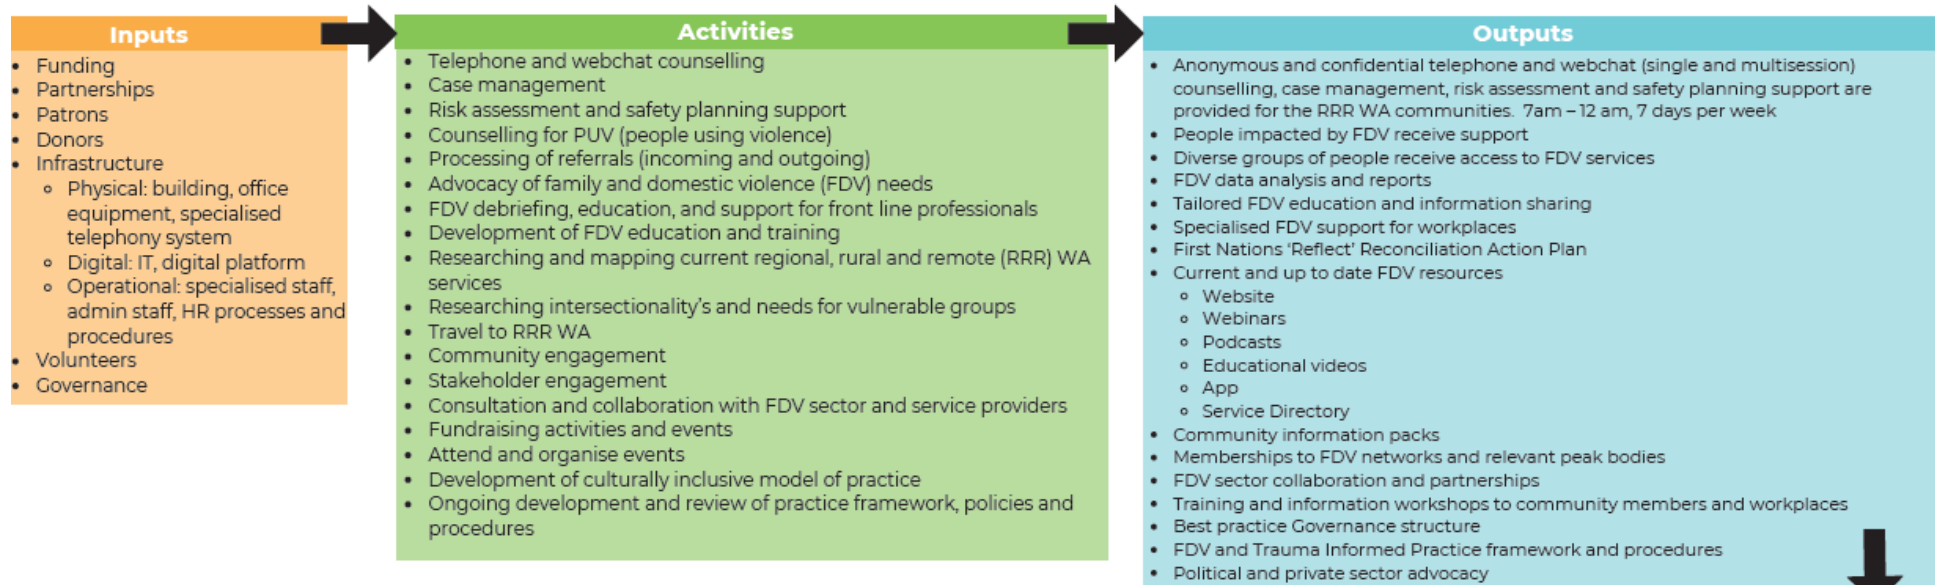 Inputs
• Funding
• Partnerships
• Patrons
• Donors
• Infrastructure
◦ Physical: building, office
equipment, specialised
telephony system
◦ Digital: IT, digital platform
◦ Operational: specialised staff,
admin staff, HR processes and
procedures
• Volunteers
• Governance
Activities
• Telephone and webchat counselling
• Case management
• Risk assessment and safety planning support
• Counselling for PUV (people using violence)
• Processing of referrals (incoming and outgoing)
• Advocacy of family and domestic violence (FDV) needs
• FDV debriefing, education, and support for front line professionals
• Development of FDV education and training
• Researching and mapping current regional, rural and remote (RRR) WA
services
• Researching intersectionality's and needs for vulnerable groups
• Travel to RRR WA
• Community engagement
• Stakeholder engagement
• Consultation and collaboration with FDV sector and service providers
• Fundraising activities and events
• Attend and organise events
• Development of culturally inclusive model of practice
• Ongoing development and review of practice framework, policies and
procedures
Outputs
• Anonymous and confidential telephone and webchat (single and multisession)
counselling, case management, risk assessment and safety planning support are
provided for the RRR WA communities. 7am – 12 am, 7 days per week
• People impacted by FDV receive support
• Diverse groups of people receive access to FDV services
• FDV data analysis and reports
• Tailored FDV education and information sharing
• Specialised FDV support for workplaces
• First Nations 'Reflect' Reconciliation Action Plan
• Current and up to date FDV resources
◦ Website
◦ Webinars
◦ Podcasts
◦ Educational videos
◦ App
◦ Service Directory
• Community information packs
• Memberships to FDV networks and relevant peak bodies
• FDV sector collaboration and partnerships
• Training and information workshops to community members and workplaces
• Best practice Governance structure
• FDV and Trauma Informed Practice framework and procedures
• Political and private sector advocacy